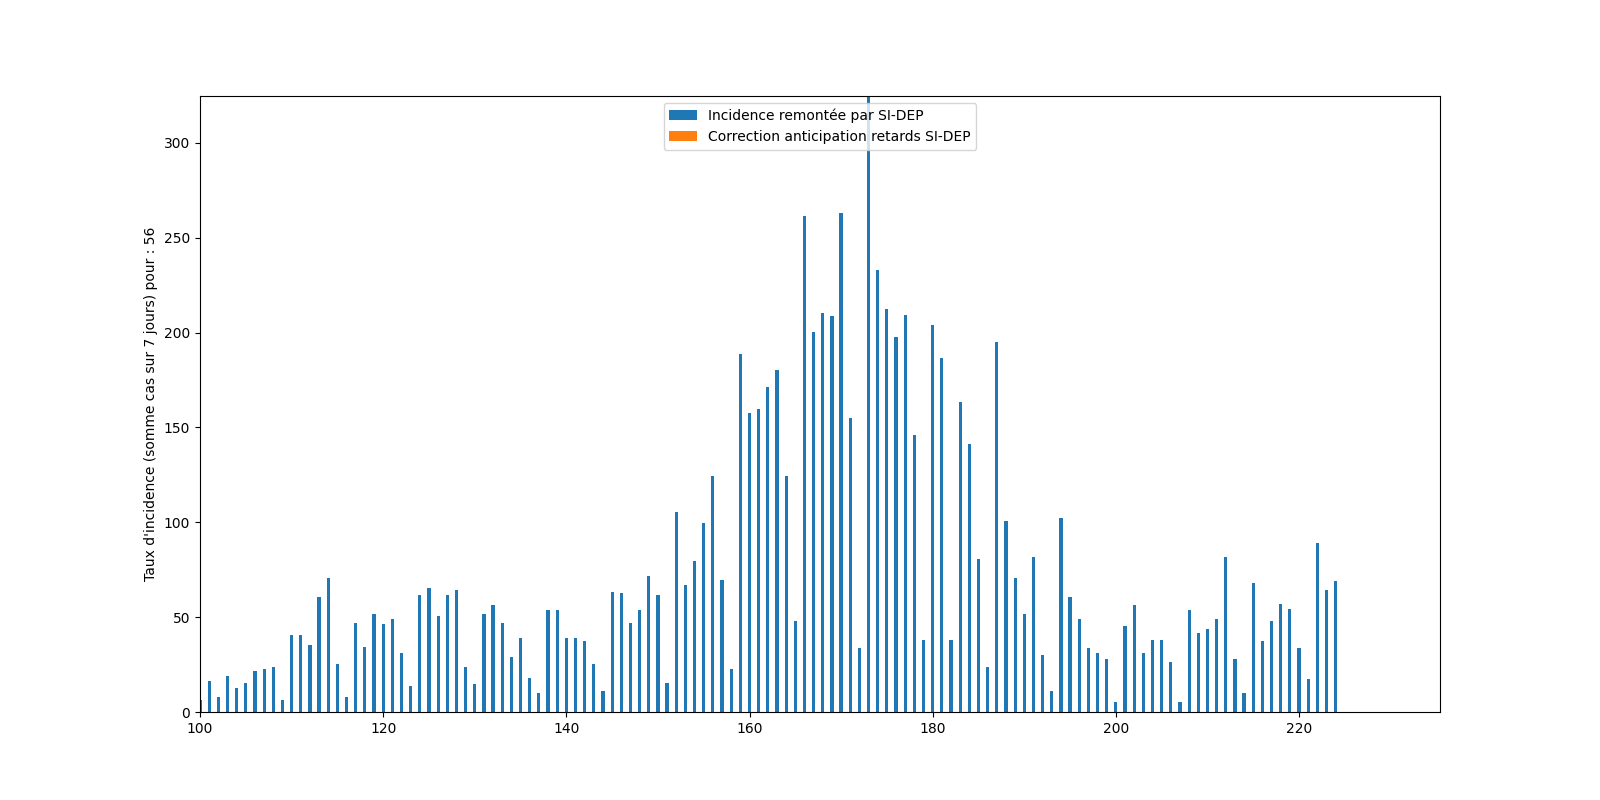 Incidence remontée par SI-DEP
Correction anticipation retards SI-DEP
Taux d'incidence (somme cas sur 7 jours) pour : 56
300
250
200
150
100
50
0
100 120 140 160 180 200 220